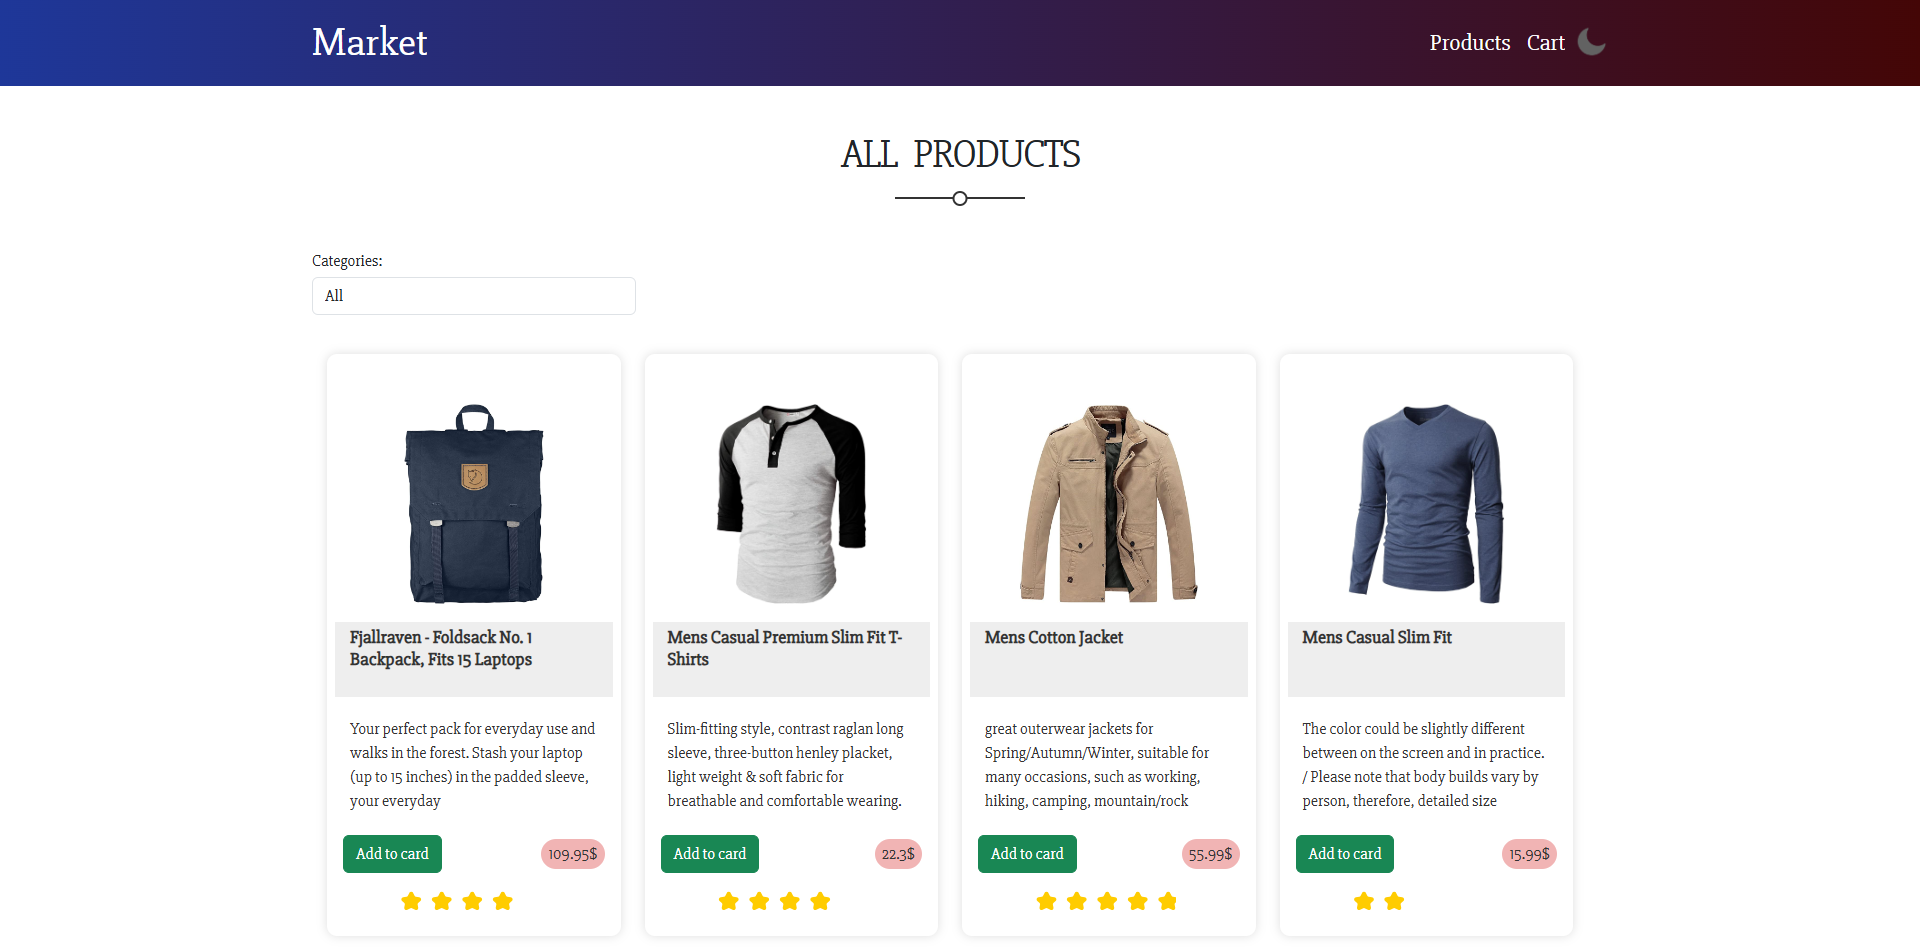 Market
Products Cart
ALL PRODUCTS
Categories:
All
Fjallraven - Foldsack No. 1
Backpack, Fits 15 Laptops
Your perfect pack for everyday use and
walks in the forest. Stash your laptop
(up to 15 inches) in the padded sleeve,
your everyday
Add to card
109.95$
Mens Casual Premium Slim Fit T-
Shirts
Slim-fitting style, contrast raglan long
sleeve, three-button henley placket,
light weight & soft fabric for
breathable and comfortable wearing.
Add to card
22.3$
Mens Cotton Jacket
great outerwear jackets for
Spring/Autumn/Winter, suitable for
many occasions, such as working,
hiking, camping, mountain/rock
Add to card
55.99$
Mens Casual Slim Fit
The color could be slightly different
between on the screen and in practice.
/ Please note that body builds vary by
person, therefore, detailed size
Add to card
15.99$